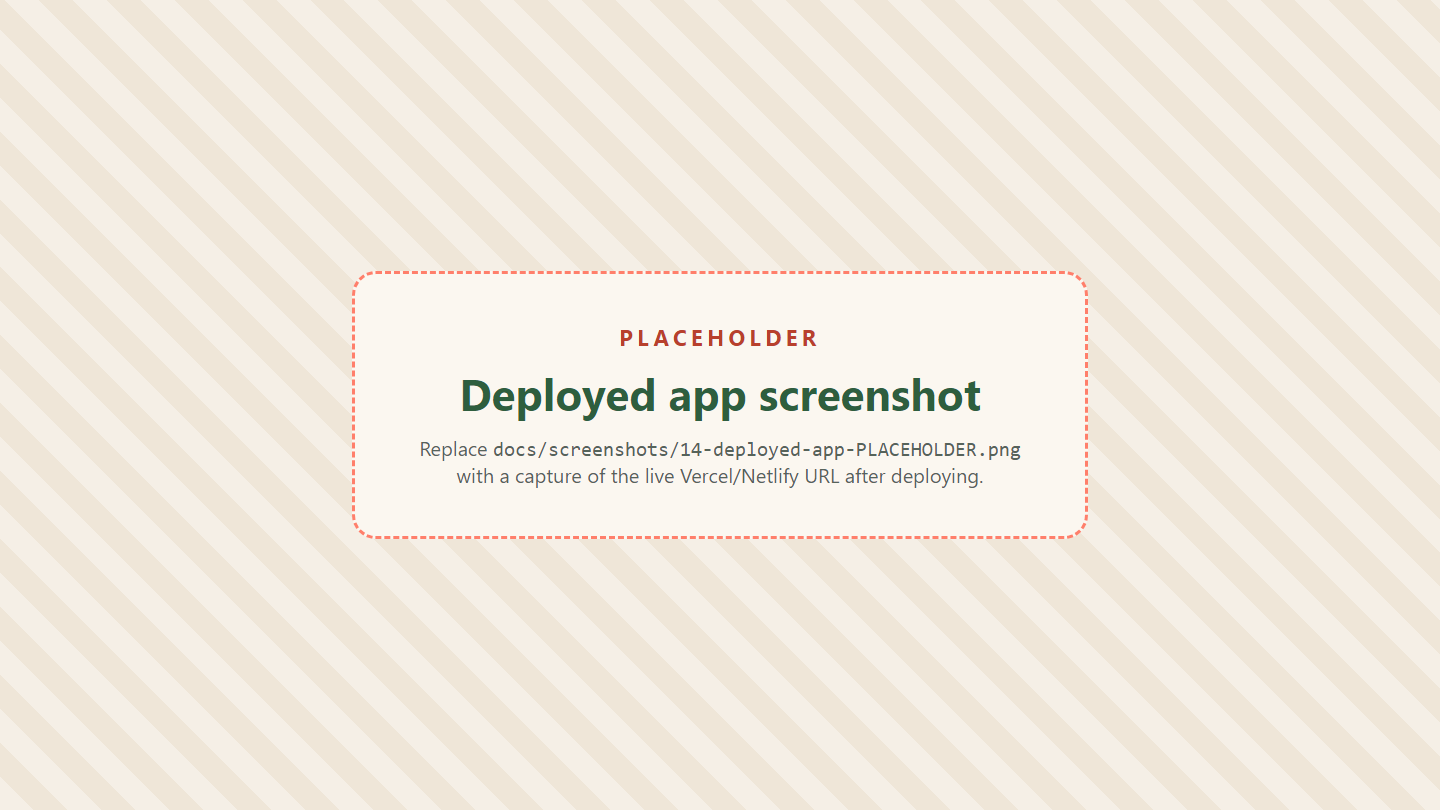 PLACEHOLDER
Deployed app screenshot
Replace docs/screenshots/14-deployed-app-PLACEHOLDER.png
with a capture of the live Vercel/Netlify URL after deploying.